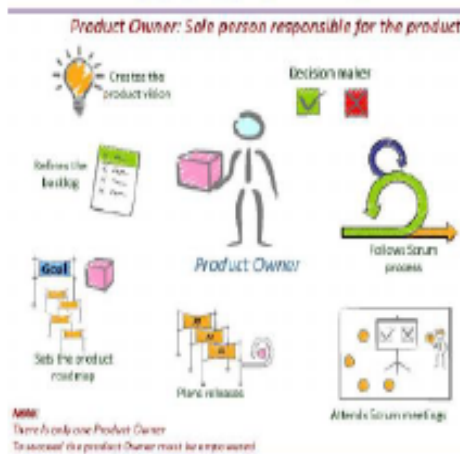 Product Owner: Sole person responsible for the product
Creates the
product vision
Decision maker
Refines the
backlog
Goal
Product Owner
Follows Scrum
process
Sets the product
roadmap
Plans releases
Attends Scrum meetings
Note:
There is only one Product Owner
To succeed the product Owner must be empowered